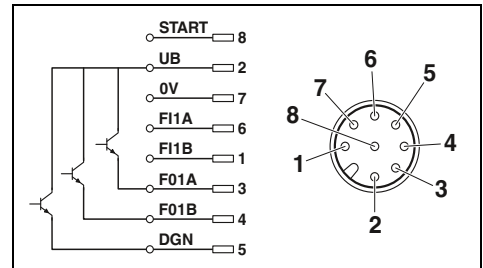 START 8
UB 2
0V 7
FI1A 6
FI1B 1
F01A 3
F01B 4
DGN 5
6
7 5
8
1 4
3
2